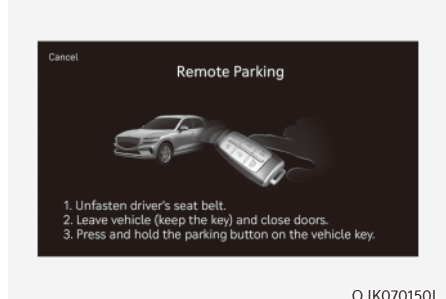 Cancel
Remote Parking
1. Unfasten driver's seat belt.
2. Leave vehicle (keep the key) and close doors.
3. Press and hold the parking button on the vehicle key.
OJK070150L